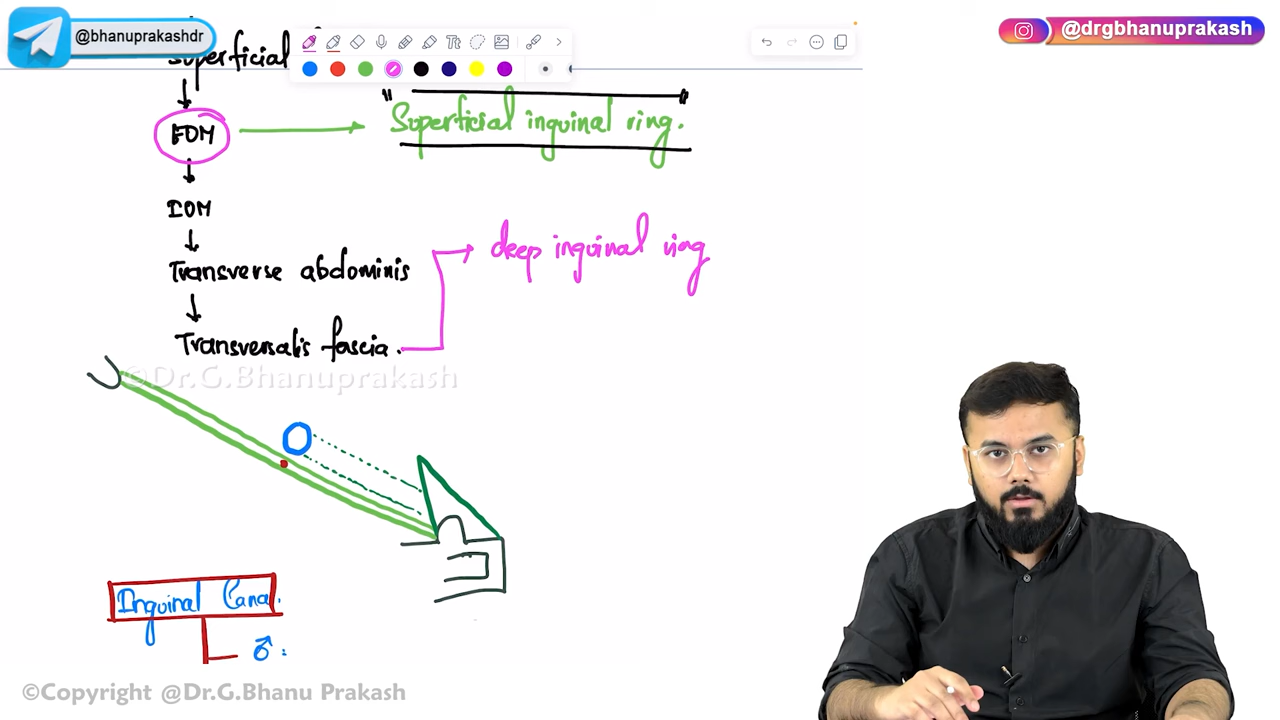 @bhanuprakashdr
@drgbhanuprakash
Superficial
EOM
"Superficial inguinal ring."
IOM
Transverse abdominis
deep inguinal ring
Transversalis fascia.
©Dr.G.Bhanuprakash
Inguinal Canal.
♂:
©Copyright @Dr.G.Bhanu Prakash